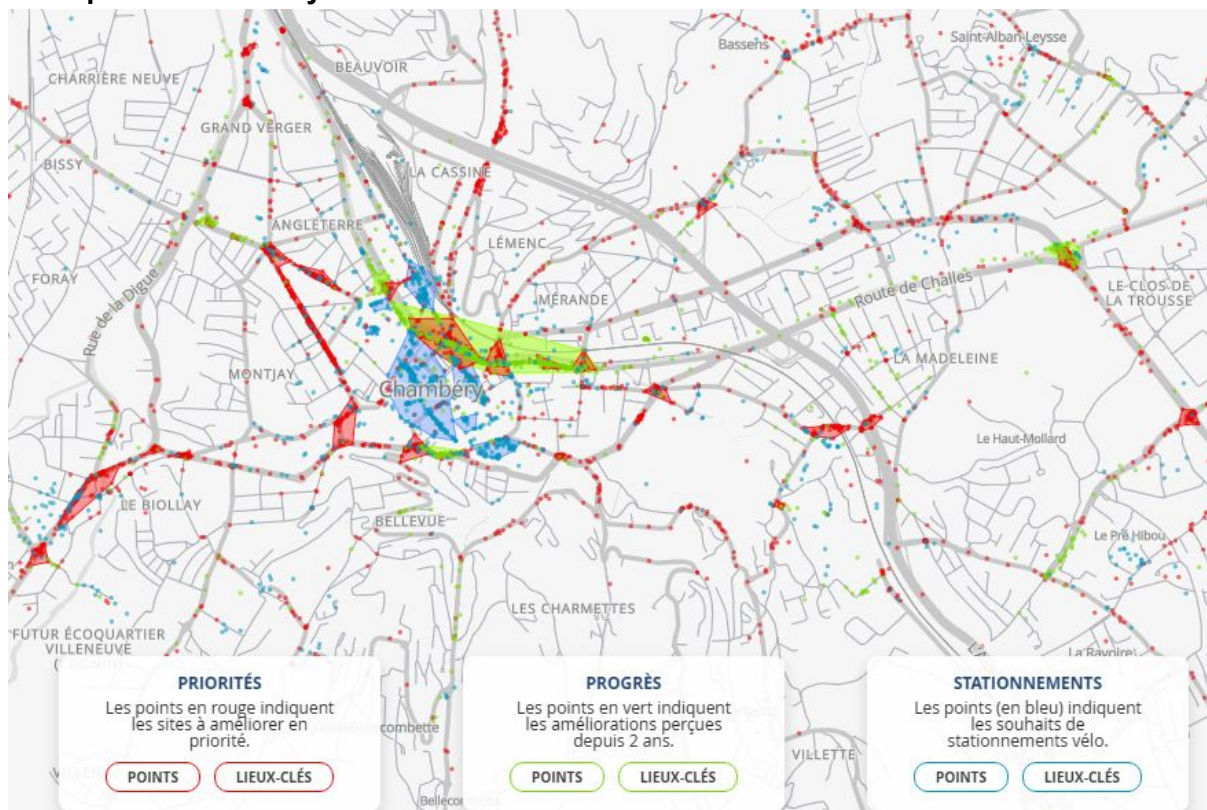 Bassens
Saint-Alban-Leysse
BEAUVOIR
CHARRIÈRE NEUVE
GRAND VERGER
BISSY
LA CASSINE
ANGLETERRE
LÉMENC
FORAY
Rue de la Digue
MÉRANDE
Route de Challes
LE CLOS DE
LA TROUSSE
LA MADELEINE
MONTJAY
Chambéry
Le Haut-Mollard
LE BIOLLAY
BELLEVUE
Le Pré Hibou
LES CHARMETTES
FUTUR ÉCOQUARTIER
VILLENEUVE
(COGNIN)
La Ravoire
PRIORITÉS
Les points en rouge indiquent
les sites à améliorer en
priorité.
POINTS
LIEUX-CLÉS
PROGRÈS
Les points en vert indiquent
les améliorations perçues
depuis 2 ans.
POINTS
LIEUX-CLÉS
STATIONNEMENTS
Les points (en bleu) indiquent
les souhaits de
stationnements vélo.
POINTS
LIEUX-CLÉS
VILLETTE